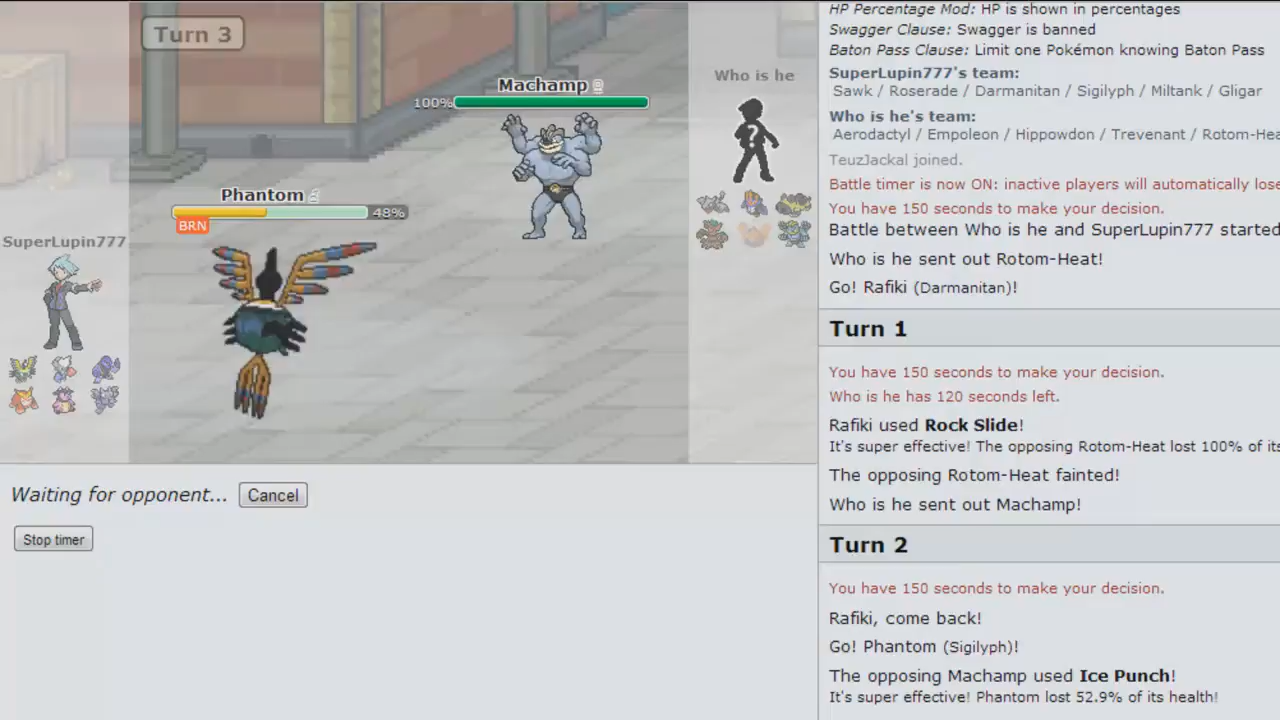 Turn 3
Machamp
100%
Who is he
Phantom
48%
BRN
SuperLupin777
?
Waiting for opponent... Cancel
Stop timer
HP Percentage Mod: HP is shown in percentages
Swagger Clause: Swagger is banned
Baton Pass Clause: Limit one Pokémon knowing Baton Pass
SuperLupin777's team:
Sawk / Roserade / Darmanitan / Sigilyph / Miltank / Gligar
Who is he's team:
Aerodactyl / Empoleon / Hippowdon / Trevenant / Rotom-Hea
TeuzJackal joined.
Battle timer is now ON: inactive players will automatically lose
You have 150 seconds to make your decision.
Battle between Who is he and SuperLupin777 started
Who is he sent out Rotom-Heat!
Go! Rafiki (Darmanitan)!
Turn 1
You have 150 seconds to make your decision.
Who is he has 120 seconds left.
Rafiki used Rock Slide!
It's super effective! The opposing Rotom-Heat lost 100% of its
The opposing Rotom-Heat fainted!
Who is he sent out Machamp!
Turn 2
You have 150 seconds to make your decision.
Rafiki, come back!
Go! Phantom (Sigilyph)!
The opposing Machamp used Ice Punch!
It's super effective! Phantom lost 52.9% of its health!